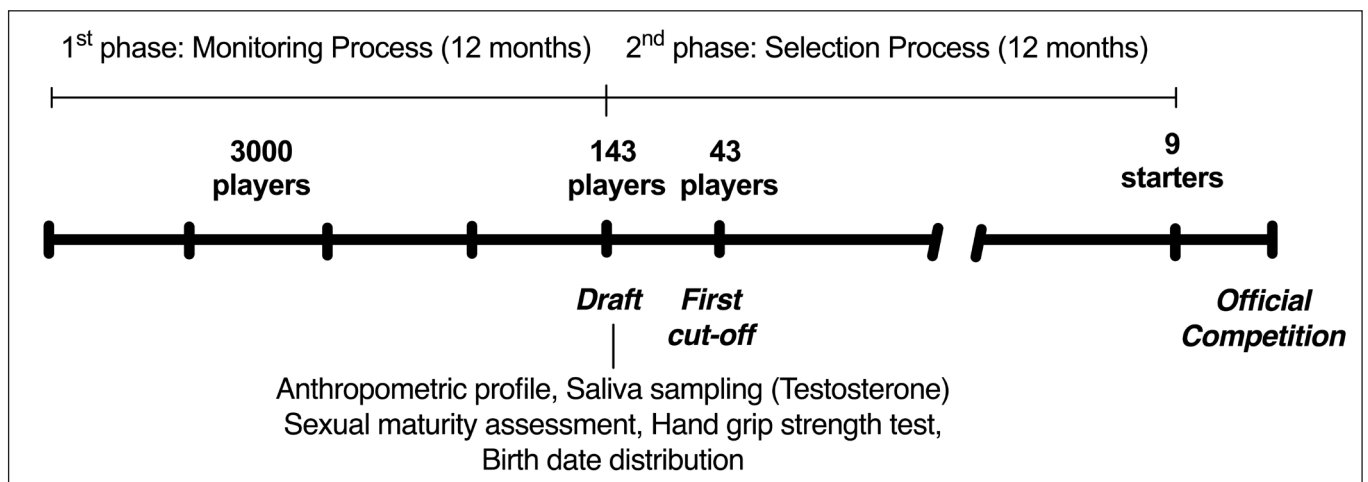 1st phase: Monitoring Process (12 months) 2nd phase: Selection Process (12 months)
3000 players
143 players
43 players
9 starters
Draft
First cut-off
Official Competition
Anthropometric profile, Saliva sampling (Testosterone)
Sexual maturity assessment, Hand grip strength test,
Birth date distribution